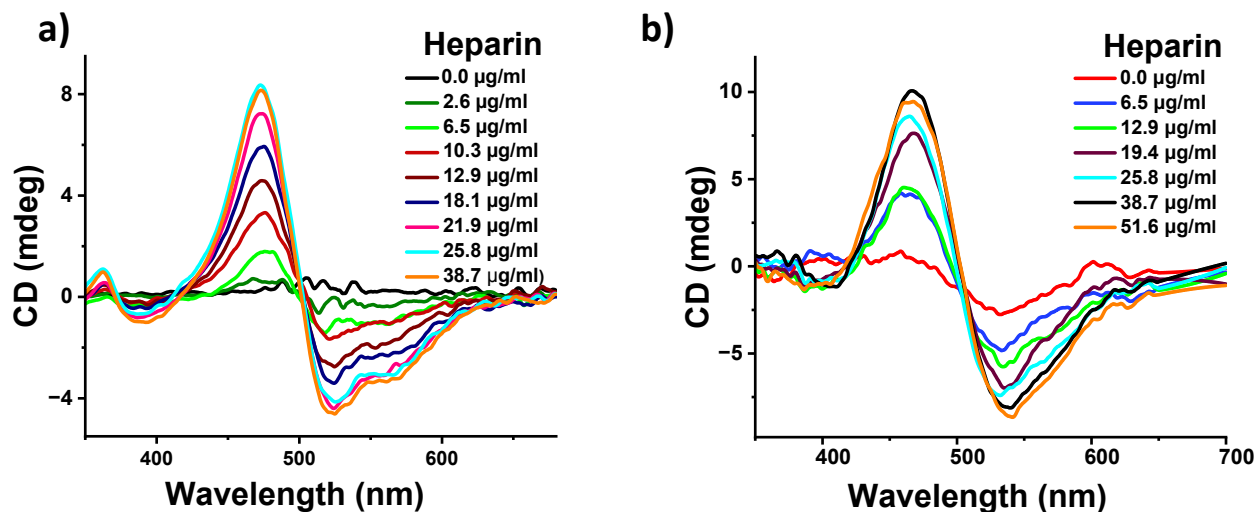 a)
Heparin
0.0 µg/ml
2.6 µg/ml
6.5 µg/ml
10.3 µg/ml
12.9 µg/ml
18.1 µg/ml
21.9 µg/ml
25.8 µg/ml
38.7 µg/ml)
CD (mdeg)
8
4
0
−4
400
500
600
Wavelength (nm)
b)
Heparin
0.0 µg/ml
6.5 µg/ml
12.9 µg/ml
19.4 µg/ml
25.8 µg/ml
38.7 µg/ml
51.6 µg/ml
CD (mdeg)
10
5
0
−5
400
500
600
700
Wavelength (nm)